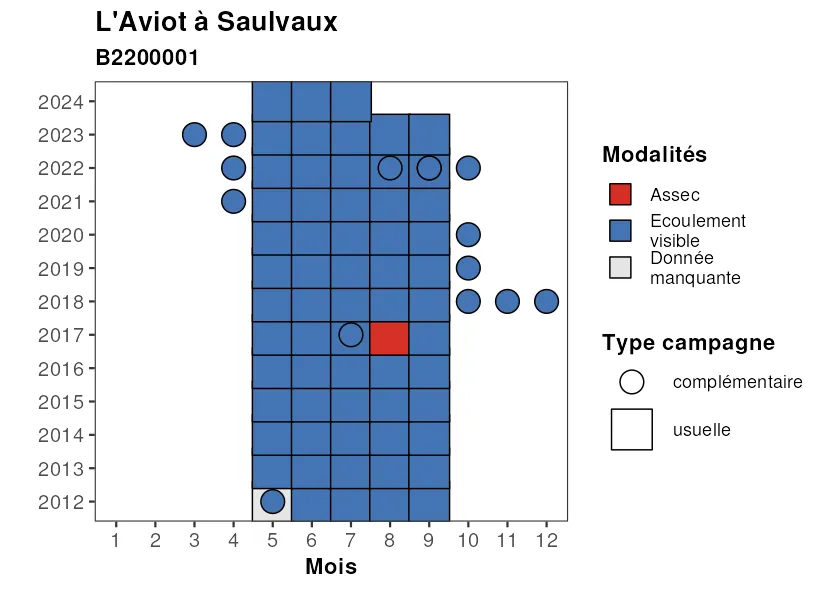 L'Aviot à Saulvaux
B2200001
2024
2023
2022
2021
2020
2019
2018
2017
2016
2015
2014
2013
2012
1 2 3 4 5 6 7 8 9 10 11 12
Mois
Modalités
Assec
Ecoulement
visible
Donnée
manquante
Type campagne
complémentaire
usuelle